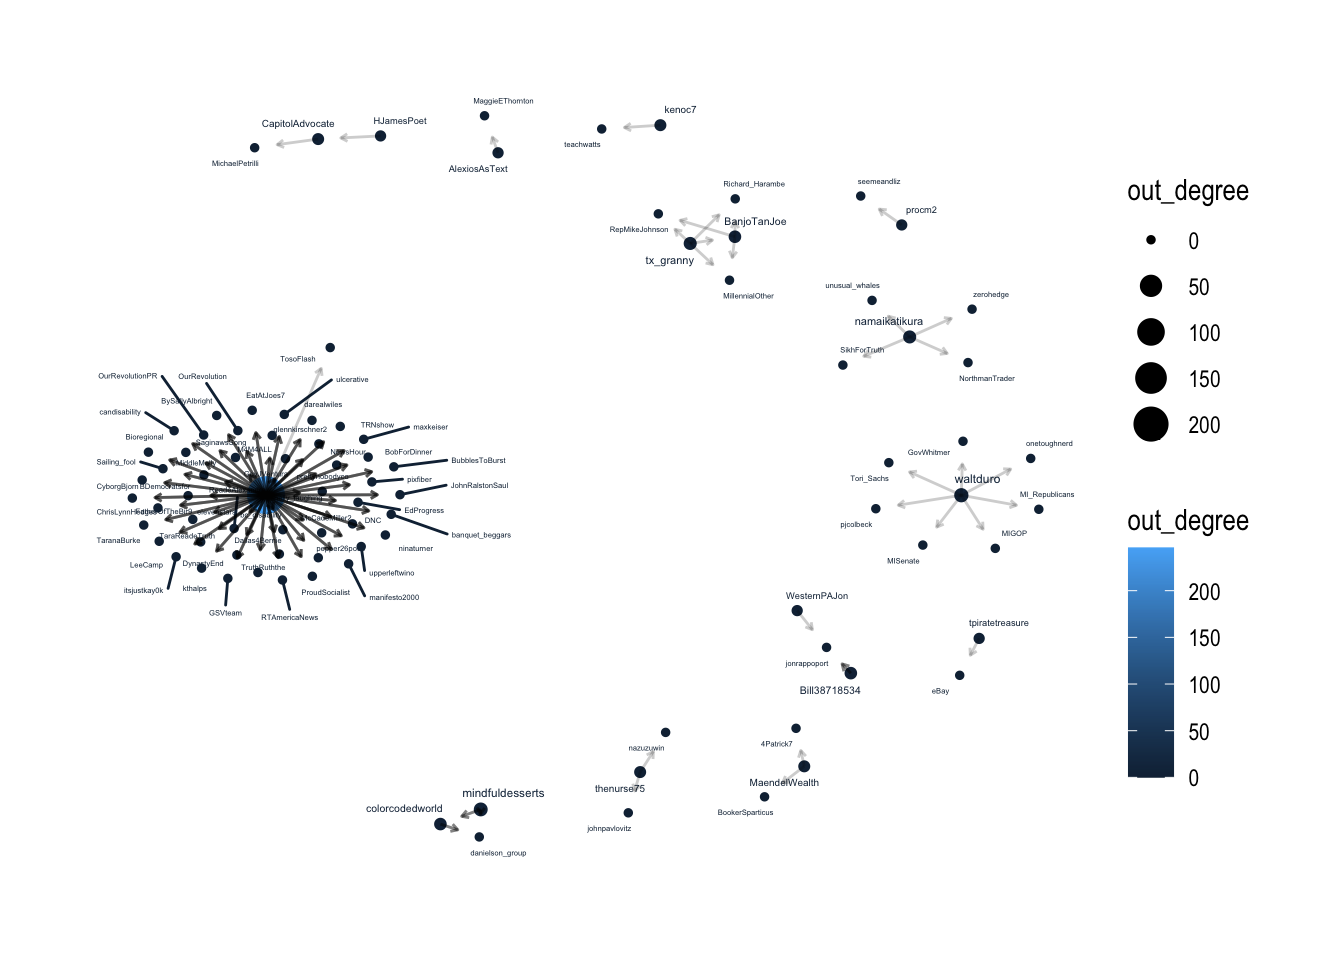 MaggieEThornton
kenoc7
CapitolAdvocate
HJamesPoet
teachwatts
MichaelPetrilli
AlexiosAsText
Richard_Harambe
seemeandliz
procm2
BanjoTanJoe
RepMikeJohnson
tx_granny
MillennialOther
unusual_whales
zerohedge
namaikatikura
SikhForTruth
NorthmanTrader
TosoFlash
OurRevolutionPR
OurRevolution
ulcerative
EatAtJoes7
BySallyAlbright
darealwiles
candisability
TRNshow
maxkeiser
glennkirschner2
Bioregional
SaginawsSong
M4M4ALL
NewsHour
BobForDinner
Sailing_fool
MiddleMolly
BubblesToBurst
pixfiber
CyborgBjorn
BDemocratsfor
JohnRalstonSaul
EdProgress
ChrisLynnHedges
DNC
TaranaBurke
TaraReadeTruth
Dallas4Bernie
banquet_beggars
ninaturner
LeeCamp
DynastyEnd
TruthRuththe
upperleftwino
itsjustkay0k
kthalps
ProudSocialist
manifesto2000
GSVteam
RTAmericaNews
onetoughnerd
GovWhitmer
Tori_Sachs
waltduro
MI_Republicans
pjcolbeck
MIGOP
MISenate
WesternPAJon
tpiratetreasure
jonrappoport
Bill38718534
eBay
nazuzuwin
4Patrick7
thenurse75
MaendelWealth
BookerSparticus
johnpavlovitz
mindfuldesserts
colorcodedworld
danielson_group
out_degree
0
50
100
150
200
out_degree
200
150
100
50
0